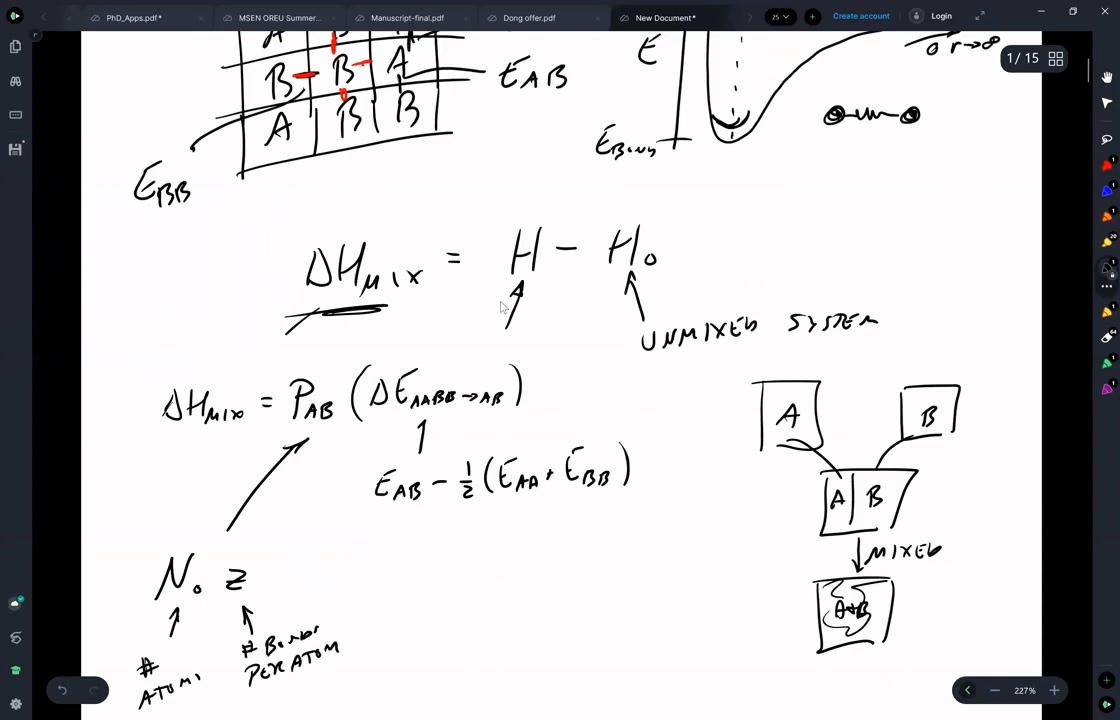 PhD_Apps.pdf*
MSEN OREU Summer...
Manuscript-final.pdf
Dong offer.pdf
New Document*
25
Create account
Login
1 / 15
A
B B A
A B B
E_AB
E_BB
E
0 r→∞
E_BOND
ΔH_MIX = H - H_0
UNMIXED SYSTEM
ΔH_MIX = P_AB (ΔE_AABB→AB)
E_AB - 1/2 (E_AA + E_BB)
A B
A B
MIXED
A+B
N_0 z
# ATOMS
# BONDS PER ATOM
227%